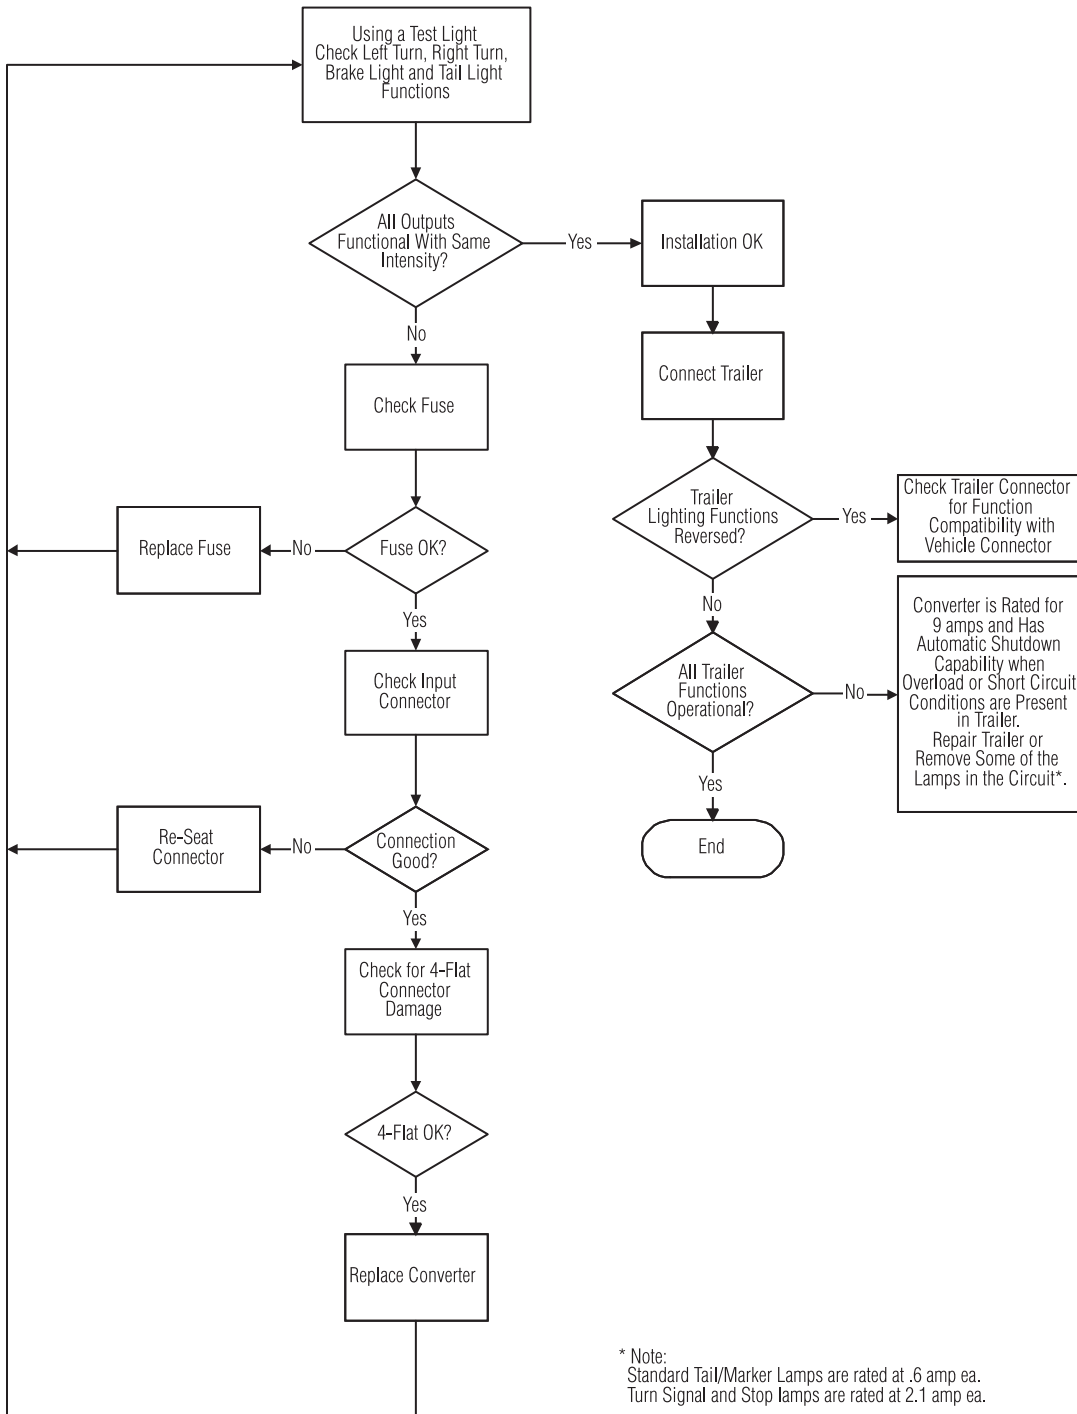 Using a Test Light
Check Left Turn, Right Turn,
Brake Light and Tail Light
Functions
All Outputs
Functional With Same
Intensity?
Yes
Installation OK
No
Connect Trailer
Check Fuse
Trailer
Lighting Functions
Reversed?
Yes
Check Trailer Connector
for Function
Compatibility with
Vehicle Connector
Replace Fuse
No
Fuse OK?
No
Yes
Converter is Rated for
9 amps and Has
Automatic Shutdown
Capability when
Overload or Short Circuit
Conditions are Present
in Trailer.
Repair Trailer or
Remove Some of the
Lamps in the Circuit*.
All Trailer
Functions
Operational?
No
Check Input
Connector
Yes
End
Re-Seat
Connector
No
Connection
Good?
Yes
Check for 4-Flat
Connector
Damage
4-Flat OK?
Yes
Replace Converter
* Note:
Standard Tail/Marker Lamps are rated at .6 amp ea.
Turn Signal and Stop lamps are rated at 2.1 amp ea.